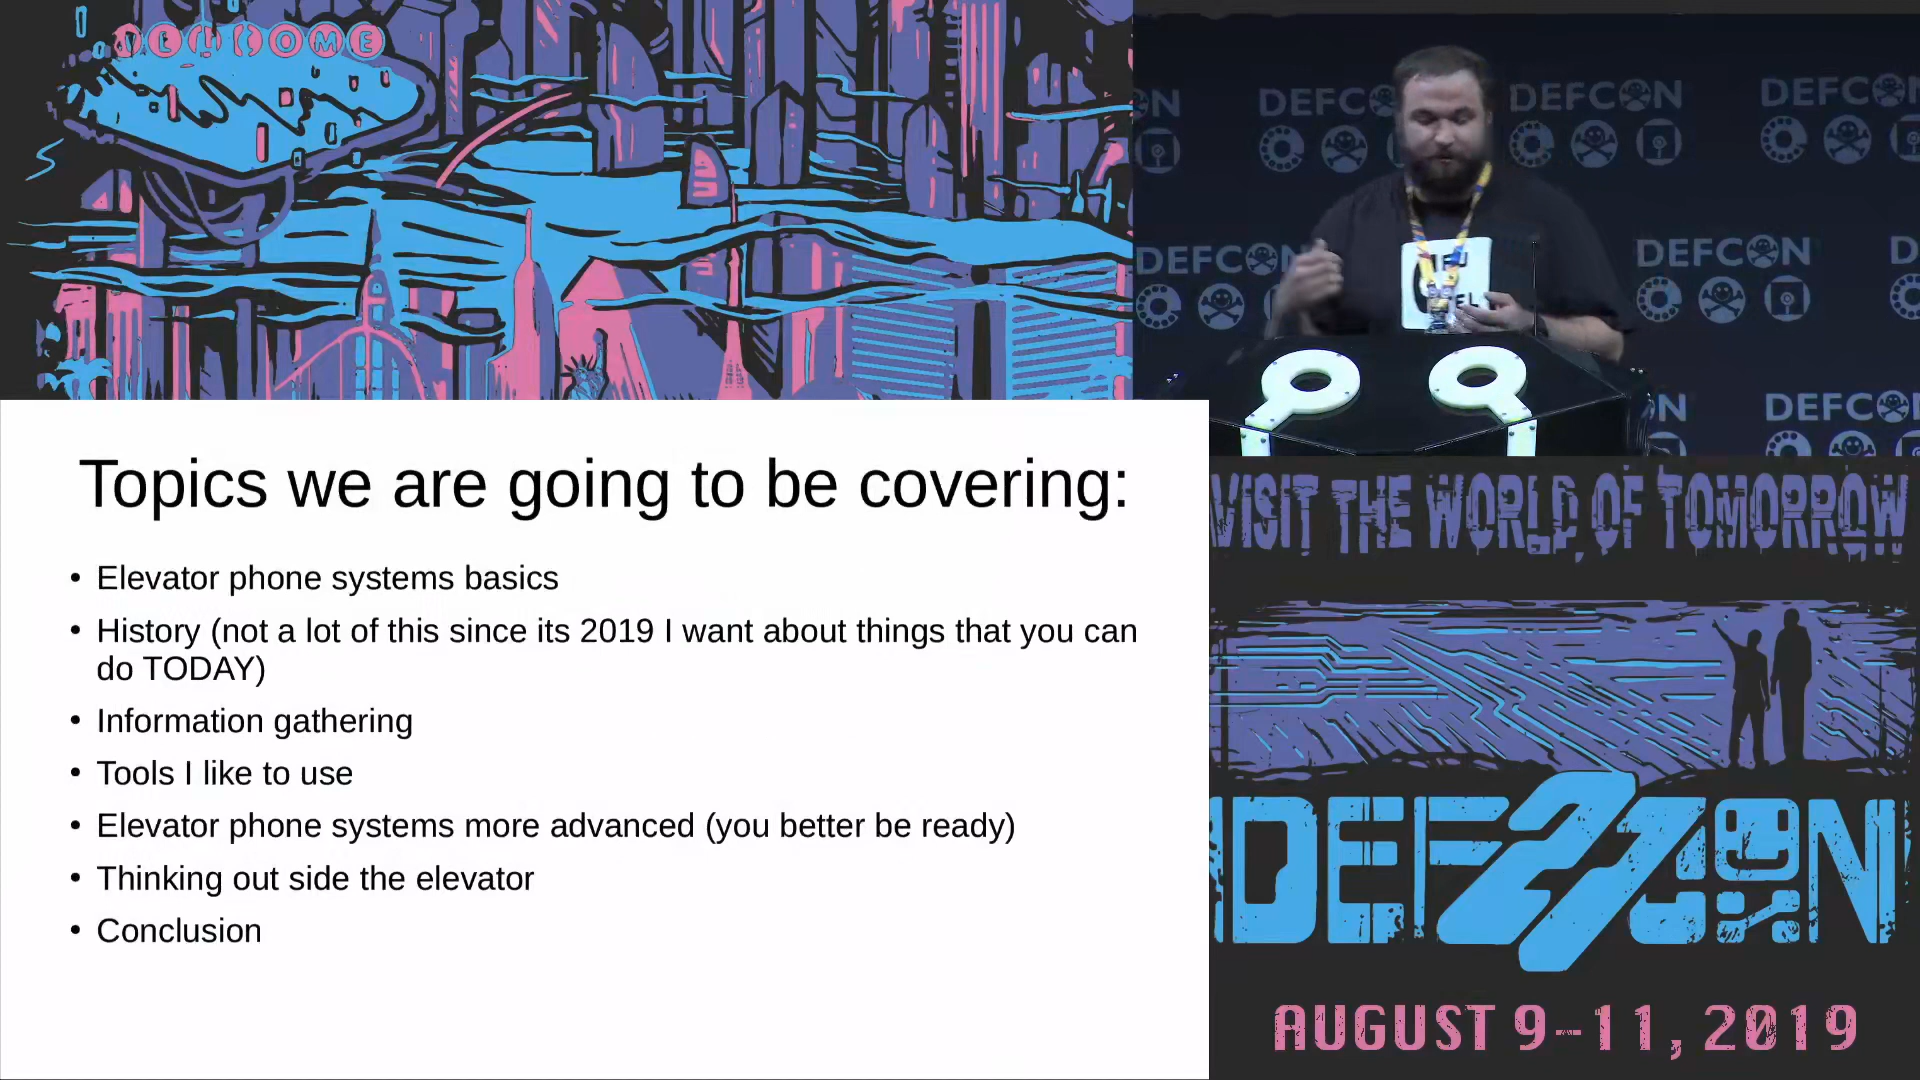 WELCOME
DEFCON
DEFCON
DEFCON
DEFCON
DEFCON
Topics we are going to be covering:
• Elevator phone systems basics
• History (not a lot of this since its 2019 I want about things that you can
do TODAY)
• Information gathering
• Tools I like to use
• Elevator phone systems more advanced (you better be ready)
• Thinking out side the elevator
• Conclusion
DEFCON
VISIT THE WORLD OF TOMORROW
DEF 27 CON
AUGUST 9-11, 2019